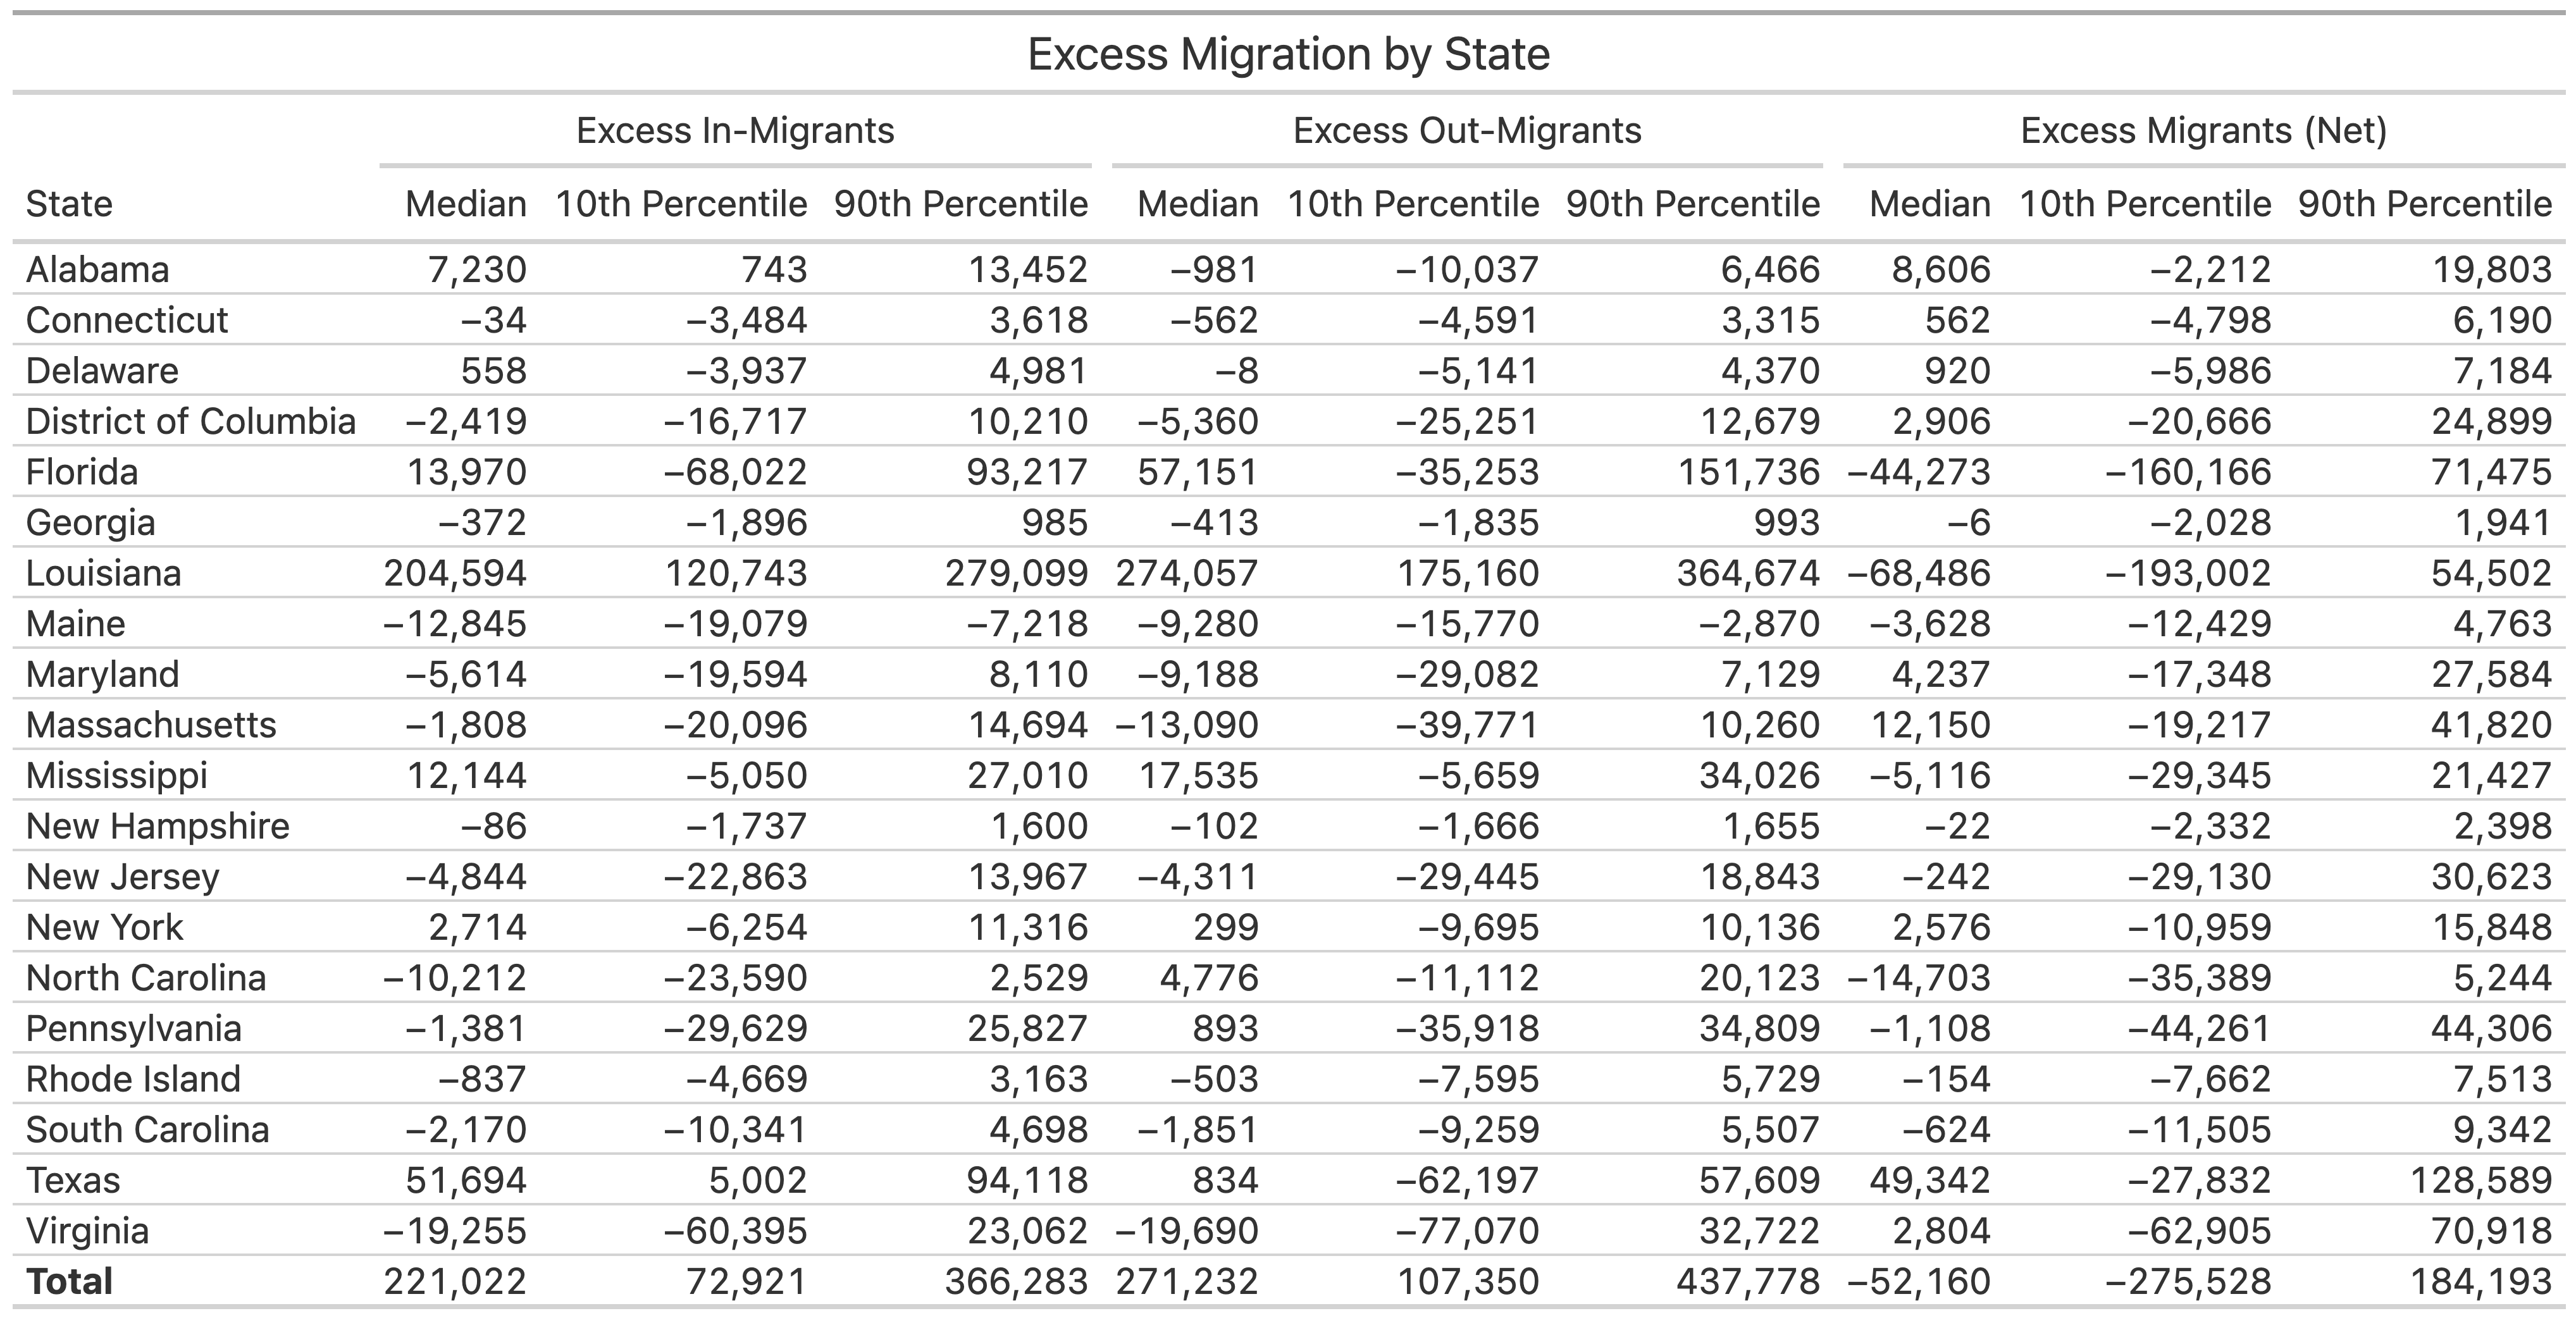 Excess Migration by State
Excess In-Migrants Excess Out-Migrants Excess Migrants (Net)
State Median 10th Percentile 90th Percentile Median 10th Percentile 90th Percentile Median 10th Percentile 90th Percentile
Alabama 7,230 743 13,452 −981 −10,037 6,466 8,606 −2,212 19,803
Connecticut −34 −3,484 3,618 −562 −4,591 3,315 562 −4,798 6,190
Delaware 558 −3,937 4,981 −8 −5,141 4,370 920 −5,986 7,184
District of Columbia −2,419 −16,717 10,210 −5,360 −25,251 12,679 2,906 −20,666 24,899
Florida 13,970 −68,022 93,217 57,151 −35,253 151,736 −44,273 −160,166 71,475
Georgia −372 −1,896 985 −413 −1,835 993 −6 −2,028 1,941
Louisiana 204,594 120,743 279,099 274,057 175,160 364,674 −68,486 −193,002 54,502
Maine −12,845 −19,079 −7,218 −9,280 −15,770 −2,870 −3,628 −12,429 4,763
Maryland −5,614 −19,594 8,110 −9,188 −29,082 7,129 4,237 −17,348 27,584
Massachusetts −1,808 −20,096 14,694 −13,090 −39,771 10,260 12,150 −19,217 41,820
Mississippi 12,144 −5,050 27,010 17,535 −5,659 34,026 −5,116 −29,345 21,427
New Hampshire −86 −1,737 1,600 −102 −1,666 1,655 −22 −2,332 2,398
New Jersey −4,844 −22,863 13,967 −4,311 −29,445 18,843 −242 −29,130 30,623
New York 2,714 −6,254 11,316 299 −9,695 10,136 2,576 −10,959 15,848
North Carolina −10,212 −23,590 2,529 4,776 −11,112 20,123 −14,703 −35,389 5,244
Pennsylvania −1,381 −29,629 25,827 893 −35,918 34,809 −1,108 −44,261 44,306
Rhode Island −837 −4,669 3,163 −503 −7,595 5,729 −154 −7,662 7,513
South Carolina −2,170 −10,341 4,698 −1,851 −9,259 5,507 −624 −11,505 9,342
Texas 51,694 5,002 94,118 834 −62,197 57,609 49,342 −27,832 128,589
Virginia −19,255 −60,395 23,062 −19,690 −77,070 32,722 2,804 −62,905 70,918
Total 221,022 72,921 366,283 271,232 107,350 437,778 −52,160 −275,528 184,193